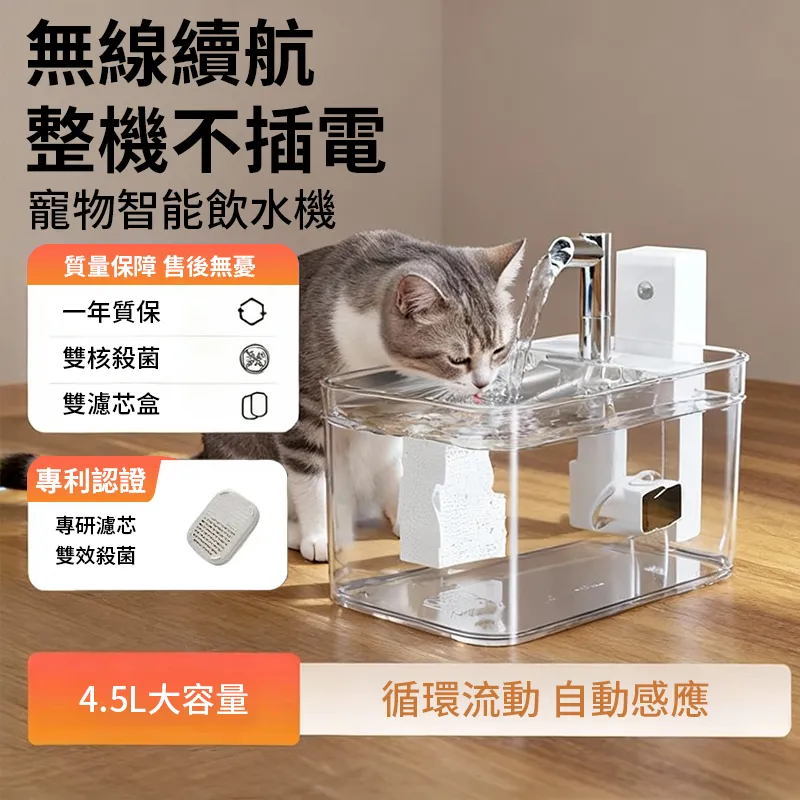 無線續航
整機不插電
寵物智能飲水機
質量保障 售後無憂
一年質保
雙核殺菌
雙濾芯盒
專利認證
專研濾芯
雙效殺菌
4.5L大容量
循環流動 自動感應